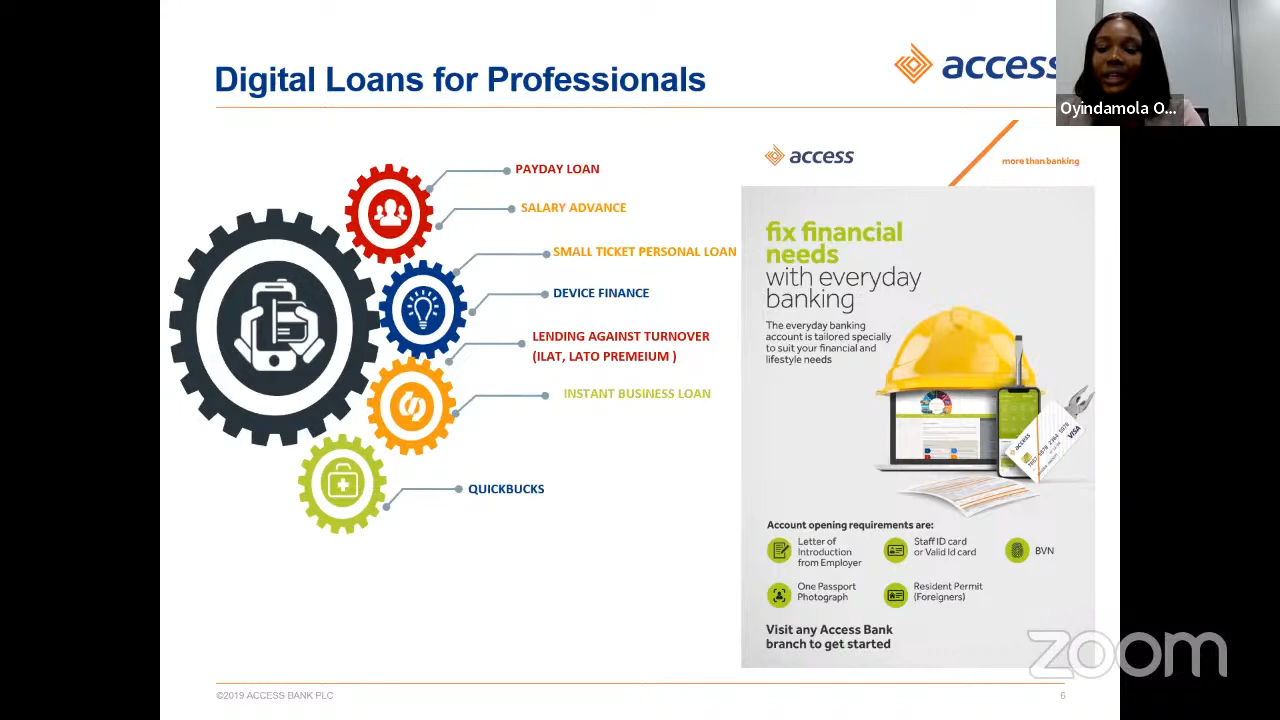 Digital Loans for Professionals
access
Oyindamola O...
PAYDAY LOAN
SALARY ADVANCE
SMALL TICKET PERSONAL LOAN
DEVICE FINANCE
LENDING AGAINST TURNOVER
(ILAT, LATO PREMEIUM )
INSTANT BUSINESS LOAN
QUICKBUCKS
access
more than banking
fix financial
needs
with everyday
banking
The everyday banking
account is tailored specially
to suit your financial and
lifestyle needs
access
VISA
Account opening requirements are:
Letter of
Introduction
from Employer
Staff ID card
or Valid Id card
BVN
One Passport
Photograph
Resident Permit
(Foreigners)
Visit any Access Bank
branch to get started
zoom
©2019 ACCESS BANK PLC
6